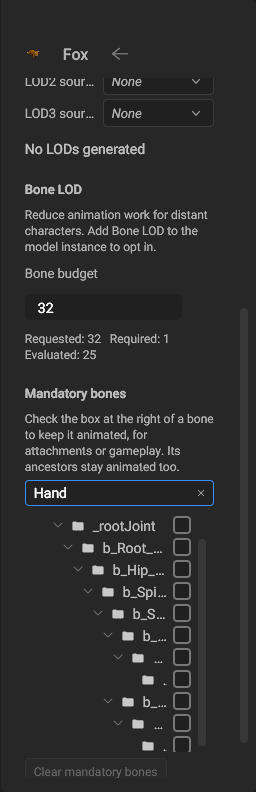 Fox
LOD2 sour... None
LOD3 sour... None
No LODs generated
Bone LOD
Reduce animation work for distant
characters. Add Bone LOD to the
model instance to opt in.
Bone budget
32
Requested: 32 Required: 1
Evaluated: 25
Mandatory bones
Check the box at the right of a bone
to keep it animated, for
attachments or gameplay. Its
ancestors stay animated too.
Hand
_rootJoint
b_Root_...
b_Hip_...
b_Spi...
b_S...
b_...
...
..
b_...
...
..
Clear mandatory bones